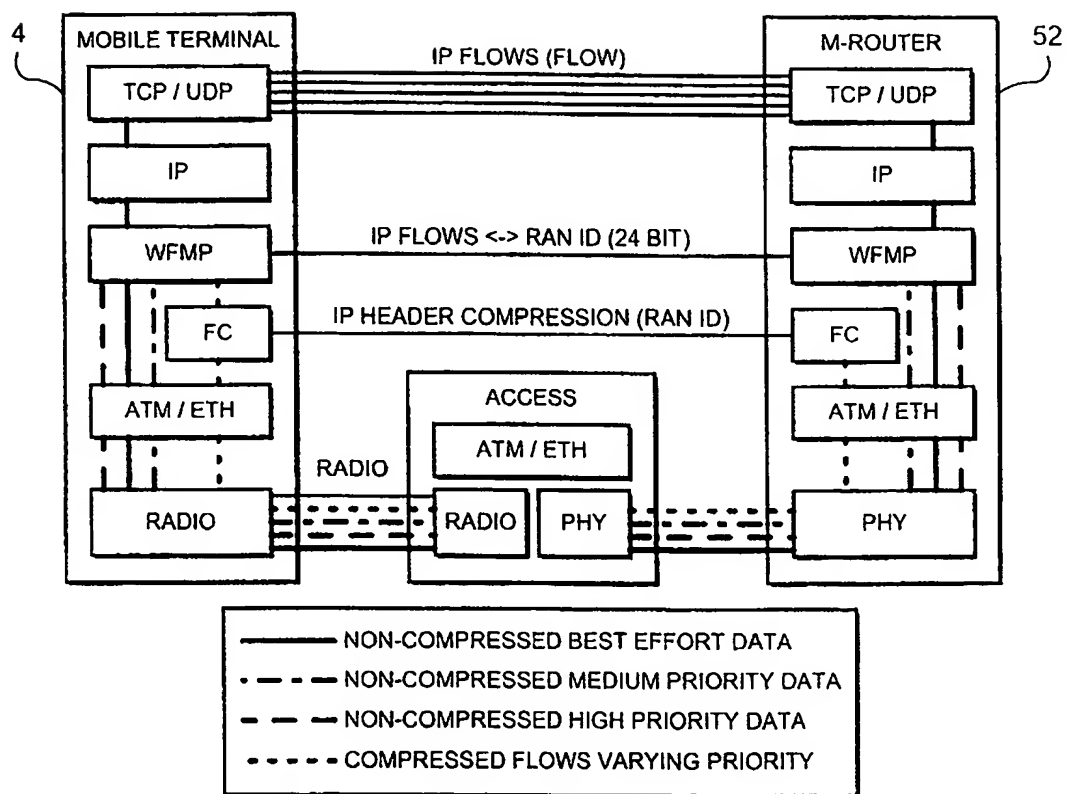 4
MOBILE TERMINAL
IP FLOWS (FLOW)
M-ROUTER
52
TCP / UDP
TCP / UDP
IP
IP
IP FLOWS <-> RAN ID (24 BIT)
WFMP
WFMP
IP HEADER COMPRESSION (RAN ID)
FC
FC
ACCESS
ATM / ETH
ATM / ETH
ATM / ETH
RADIO
RADIO
RADIO
PHY
PHY
NON-COMPRESSED BEST EFFORT DATA
NON-COMPRESSED MEDIUM PRIORITY DATA
NON-COMPRESSED HIGH PRIORITY DATA
COMPRESSED FLOWS VARYING PRIORITY